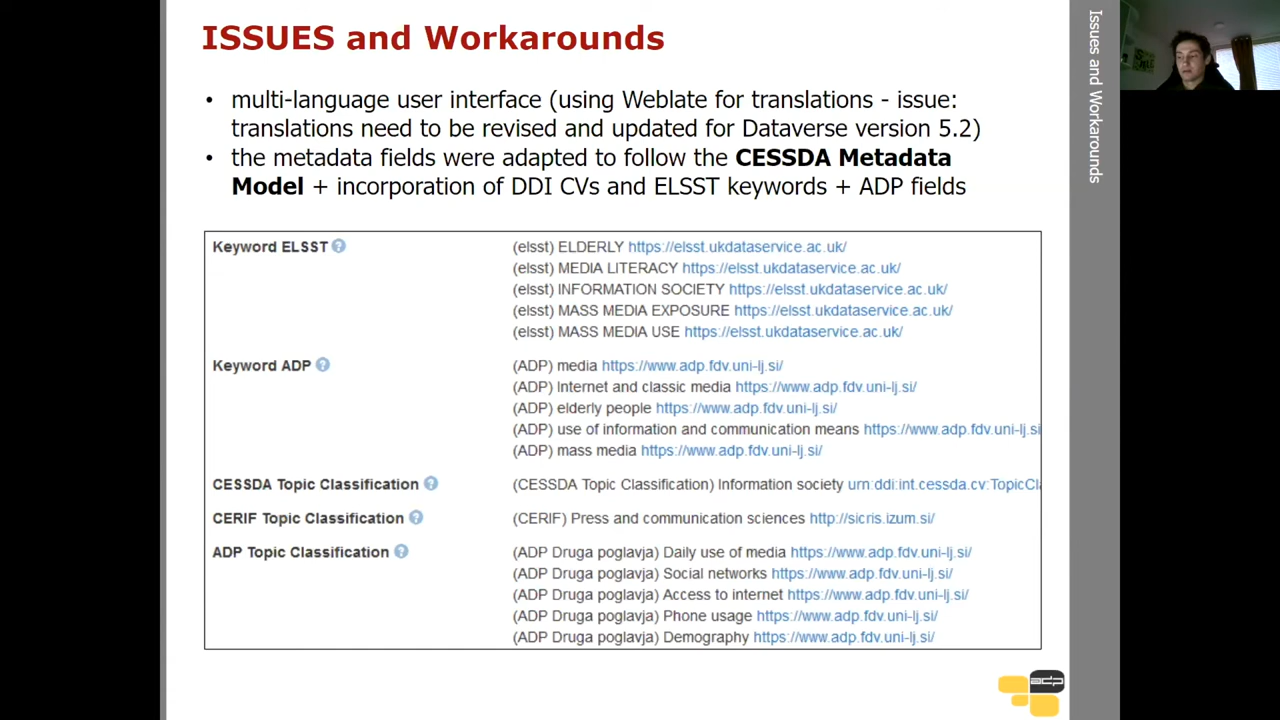 ISSUES and Workarounds
• multi-language user interface (using Weblate for translations - issue:
translations need to be revised and updated for Dataverse version 5.2)
• the metadata fields were adapted to follow the CESSDA Metadata
Model + incorporation of DDI CVs and ELSST keywords + ADP fields
Keyword ELSST ? (elsst) ELDERLY https://elsst.ukdataservice.ac.uk/
(elsst) MEDIA LITERACY https://elsst.ukdataservice.ac.uk/
(elsst) INFORMATION SOCIETY https://elsst.ukdataservice.ac.uk/
(elsst) MASS MEDIA EXPOSURE https://elsst.ukdataservice.ac.uk/
(elsst) MASS MEDIA USE https://elsst.ukdataservice.ac.uk/
Keyword ADP ? (ADP) media https://www.adp.fdv.uni-lj.si/
(ADP) Internet and classic media https://www.adp.fdv.uni-lj.si/
(ADP) elderly people https://www.adp.fdv.uni-lj.si/
(ADP) use of information and communication means https://www.adp.fdv.uni-lj.si
(ADP) mass media https://www.adp.fdv.uni-lj.si/
CESSDA Topic Classification ? (CESSDA Topic Classification) Information society urn:ddi:int.cessda.cv:TopicCl
CERIF Topic Classification ? (CERIF) Press and communication sciences http://sicris.izum.si/
ADP Topic Classification ? (ADP Druga poglavja) Daily use of media https://www.adp.fdv.uni-lj.si/
(ADP Druga poglavja) Social networks https://www.adp.fdv.uni-lj.si/
(ADP Druga poglavja) Access to internet https://www.adp.fdv.uni-lj.si/
(ADP Druga poglavja) Phone usage https://www.adp.fdv.uni-lj.si/
(ADP Druga poglavja) Demography https://www.adp.fdv.uni-lj.si/
adp
Issues and Workarounds